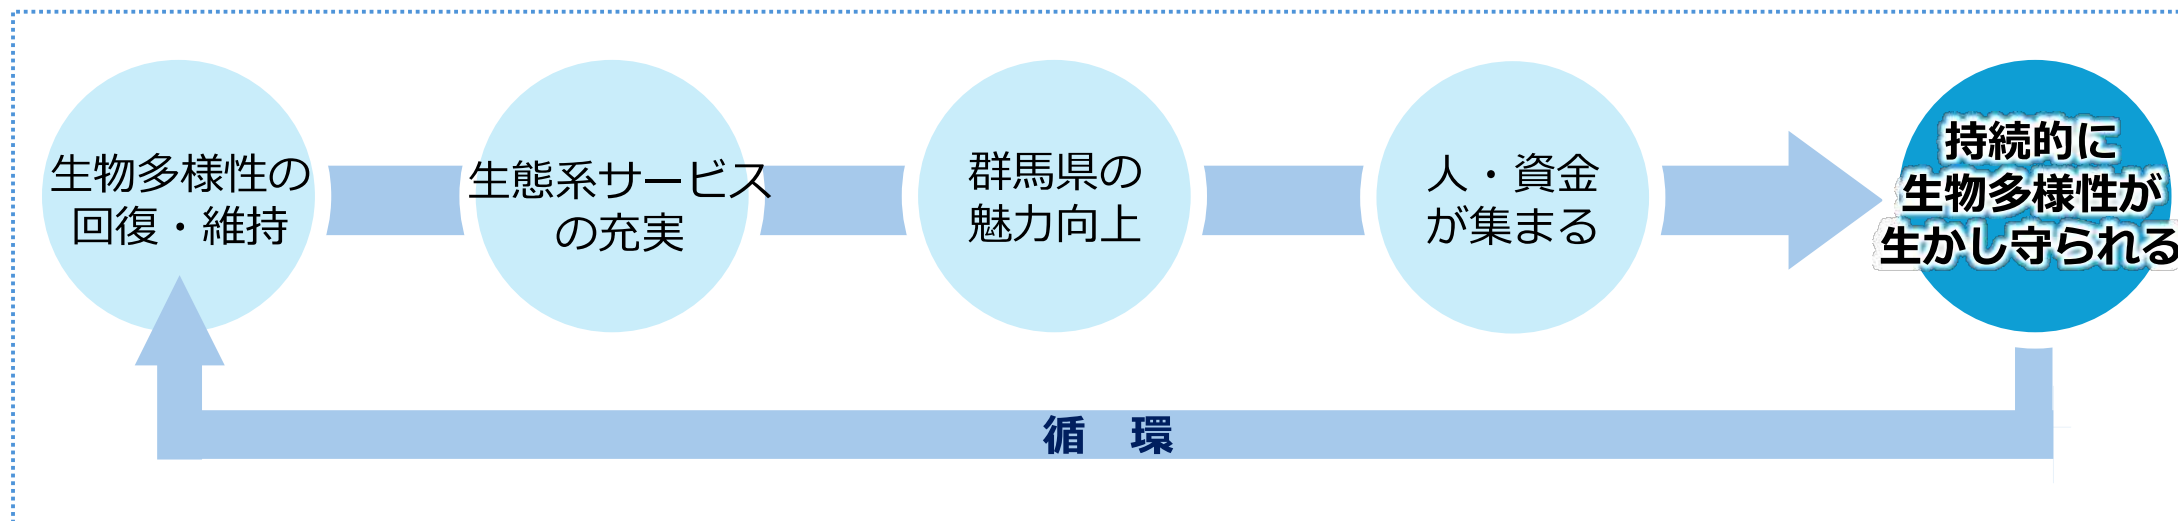 生物多様性の
回復・維持
生態系サービス
の充実
群馬県の
魅力向上
人・資金
が集まる
持続的に
生物多様性が
生かし守られる
循　環